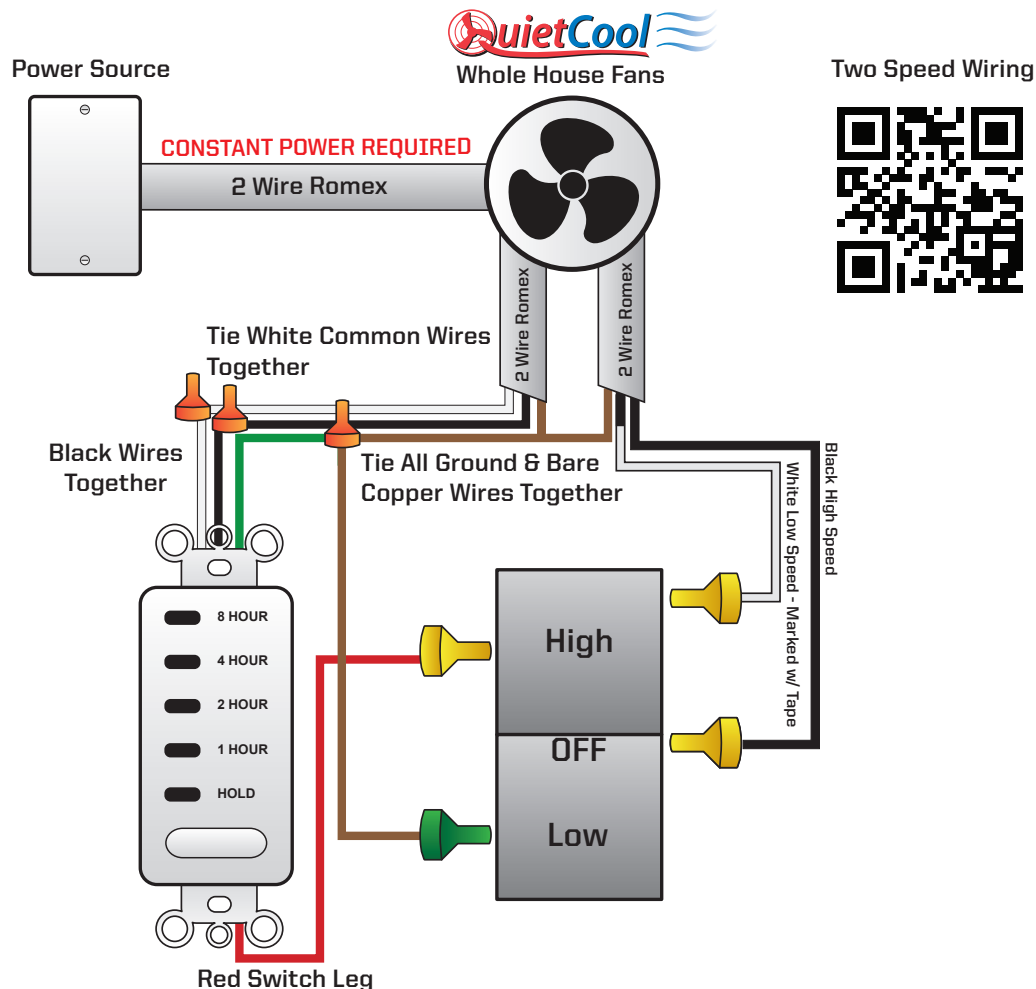 QuietCool
Whole House Fans
Power Source
Two Speed Wiring
CONSTANT POWER REQUIRED
2 Wire Romex
2 Wire Romex
2 Wire Romex
Tie White Common Wires
Together
Black Wires
Together
Tie All Ground & Bare
Copper Wires Together
Black High Speed
White Low Speed - Marked w/ Tape
8 HOUR
4 HOUR
2 HOUR
1 HOUR
HOLD
High
OFF
Low
Red Switch Leg